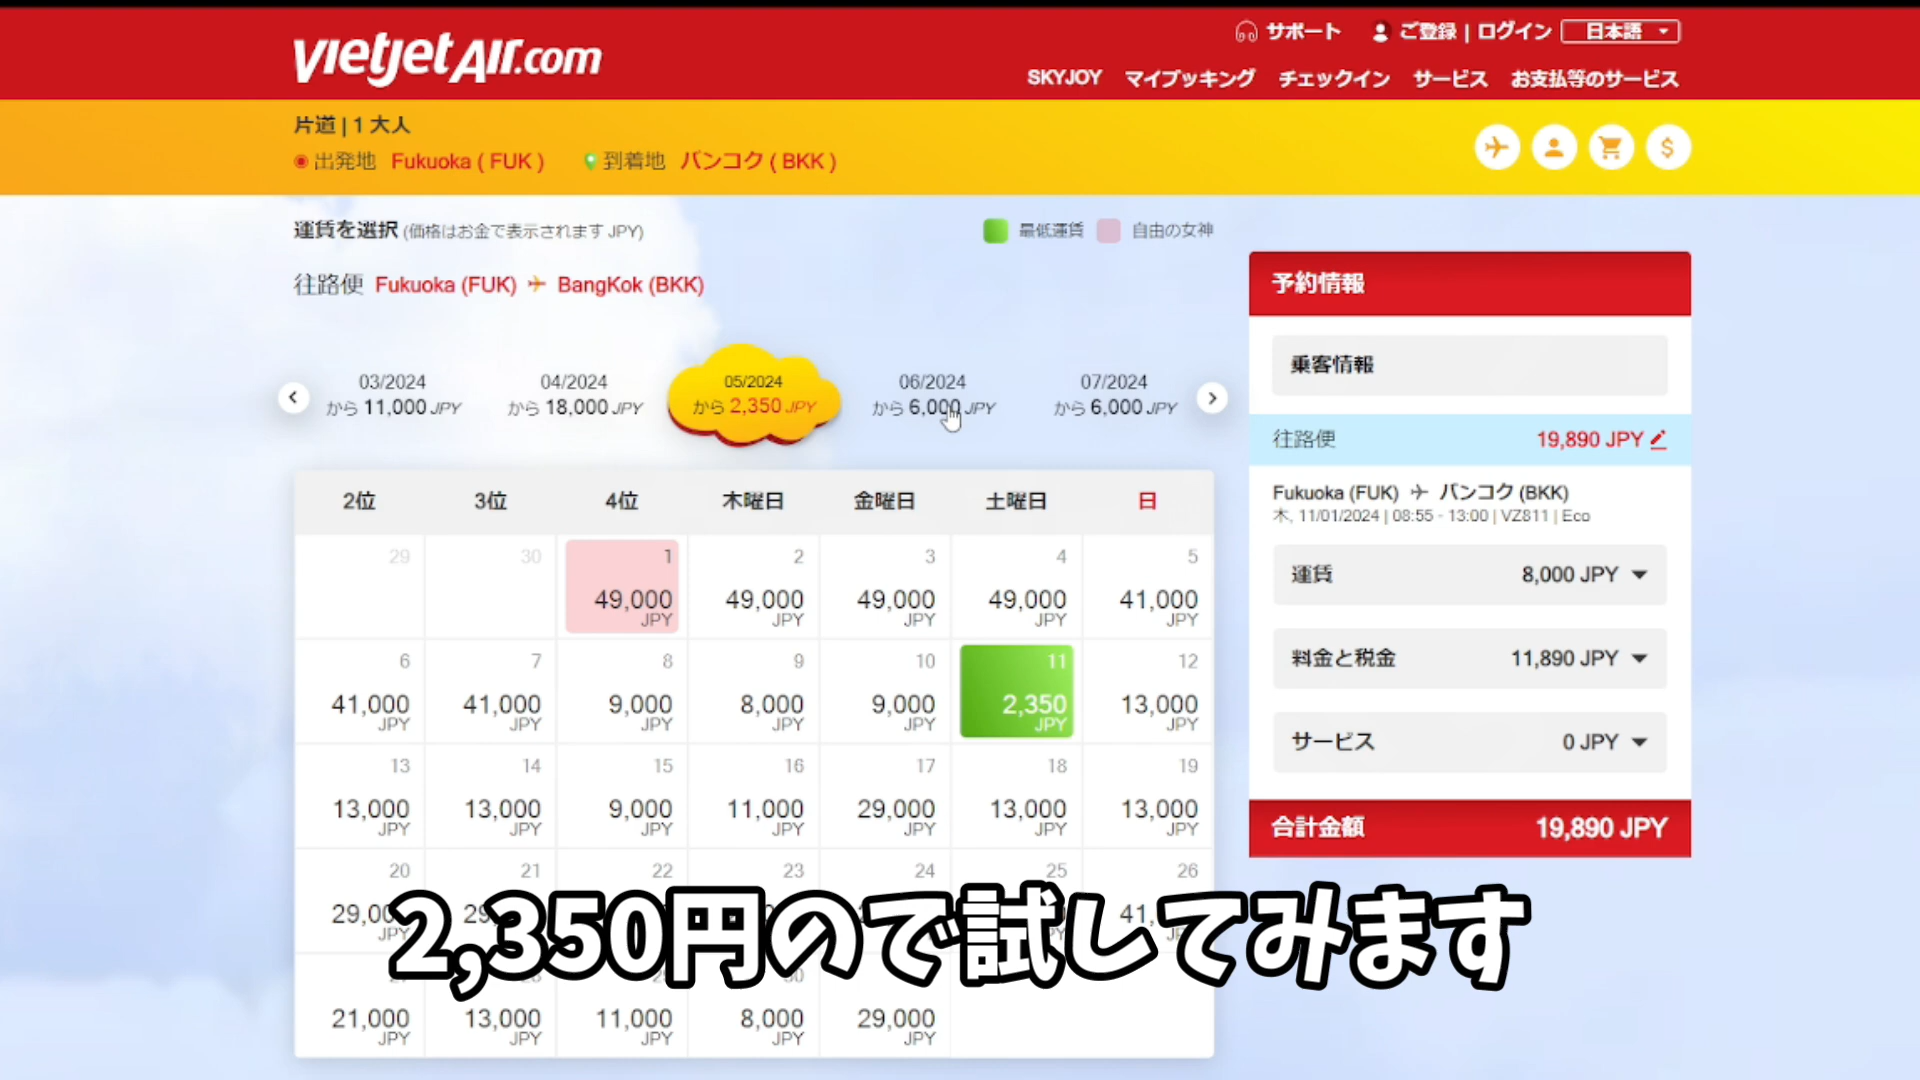 vietjetAir.com
サポート
ご登録 | ログイン
日本語
SKYJOY マイブッキング チェックイン サービス お支払等のサービス
片道 | 1 大人
出発地 Fukuoka ( FUK ) 到着地 バンコク ( BKK )
$
運賃を選択 (価格はお金で表示されます JPY)
最低運賃 自由の女神
往路便 Fukuoka (FUK) BangKok (BKK)
03/2024 04/2024 05/2024 06/2024 07/2024
から 11,000 JPY から 18,000 JPY から 2,350 JPY から 6,000 JPY から 6,000 JPY
2位 3位 4位 木曜日 金曜日 土曜日 日
29 30 1 2 3 4 5
49,000 49,000 49,000 49,000 41,000
JPY JPY JPY JPY JPY
6 7 8 9 10 11 12
41,000 41,000 9,000 8,000 9,000 2,350 13,000
JPY JPY JPY JPY JPY JPY JPY
13 14 15 16 17 18 19
13,000 13,000 9,000 11,000 29,000 13,000 13,000
JPY JPY JPY JPY JPY JPY JPY
20 21 22 23 24 25 26
2,350円ので試してみます
21,000 13,000 11,000 8,000 29,000
JPY JPY JPY JPY JPY
予約情報
乗客情報
往路便 19,890 JPY
Fukuoka (FUK) バンコク (BKK)
木, 11/01/2024 | 08:55 - 13:00 | VZ811 | Eco
運賃 8,000 JPY
料金と税金 11,890 JPY
サービス 0 JPY
合計金額 19,890 JPY